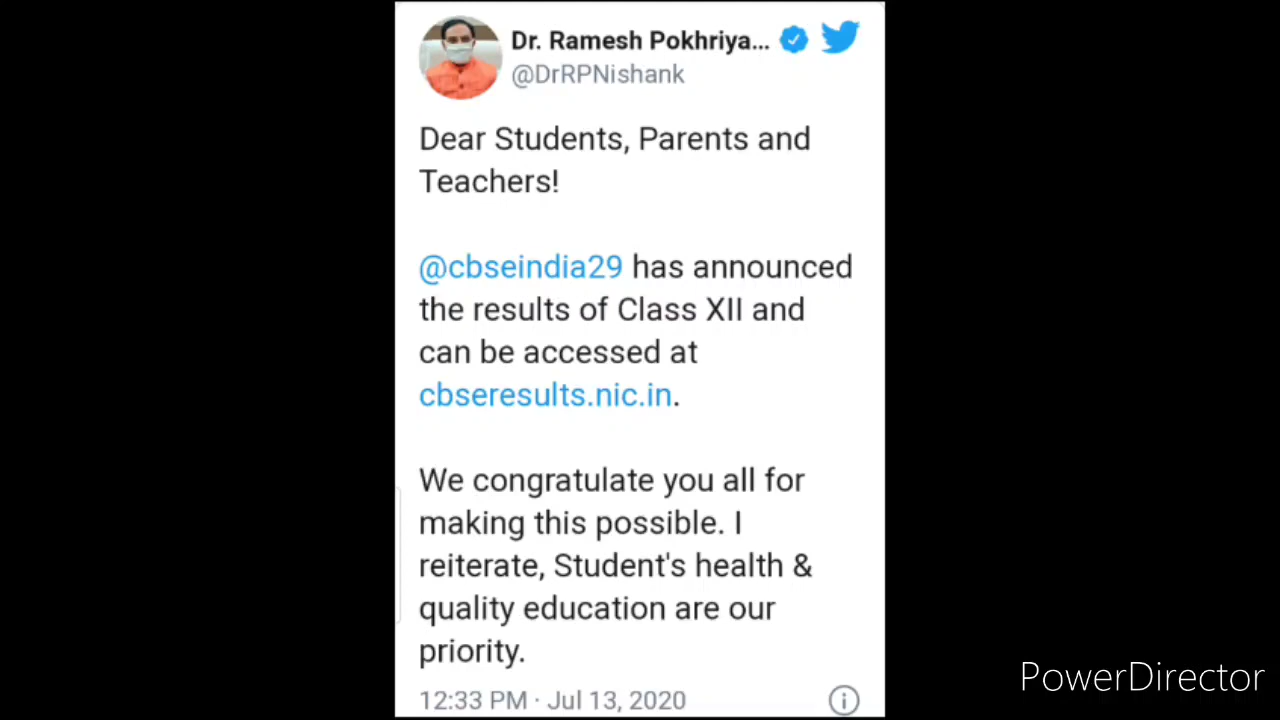 Dr. Ramesh Pokhriya...
@DrRPNishank
Dear Students, Parents and
Teachers!
@cbseindia29 has announced
the results of Class XII and
can be accessed at
cbseresults.nic.in.
We congratulate you all for
making this possible. I
reiterate, Student's health &
quality education are our
priority.
12:33 PM · Jul 13, 2020
PowerDirector